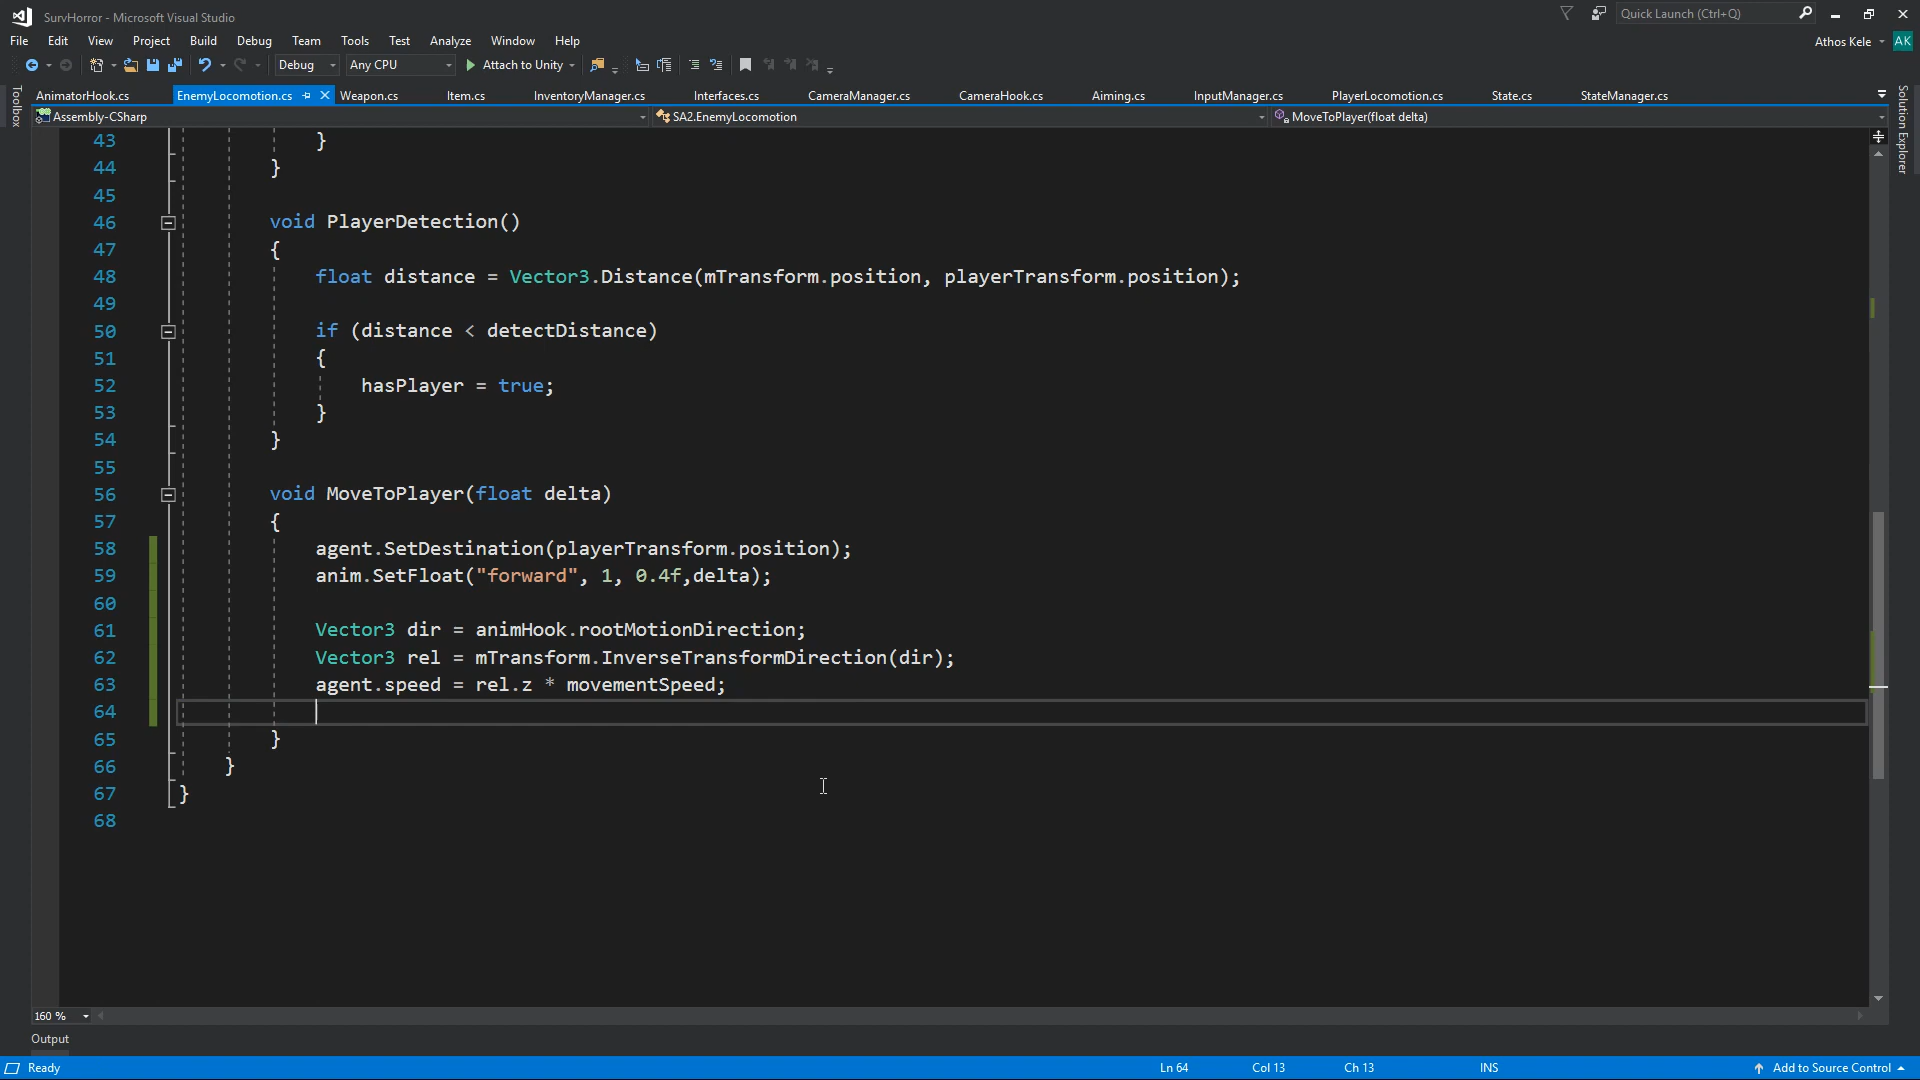 SurvHorror - Microsoft Visual Studio
Quick Launch (Ctrl+Q)
File Edit View Project Build Debug Team Tools Test Analyze Window Help
Athos Kele AK
Debug Any CPU Attach to Unity
Toolbox
AnimatorHook.cs EnemyLocomotion.cs Weapon.cs Item.cs InventoryManager.cs Interfaces.cs CameraManager.cs CameraHook.cs Aiming.cs InputManager.cs PlayerLocomotion.cs State.cs StateManager.cs
Solution Explorer
Assembly-CSharp SA2.EnemyLocomotion MoveToPlayer(float delta)
43 }
44 }
45
46 void PlayerDetection()
47 {
48 float distance = Vector3.Distance(mTransform.position, playerTransform.position);
49
50 if (distance < detectDistance)
51 {
52 hasPlayer = true;
53 }
54 }
55
56 void MoveToPlayer(float delta)
57 {
58 agent.SetDestination(playerTransform.position);
59 anim.SetFloat("forward", 1, 0.4f,delta);
60
61 Vector3 dir = animHook.rootMotionDirection;
62 Vector3 rel = mTransform.InverseTransformDirection(dir);
63 agent.speed = rel.z * movementSpeed;
64
65 }
66 }
67 }
68
160 %
Output
Ready Ln 64 Col 13 Ch 13 INS Add to Source Control